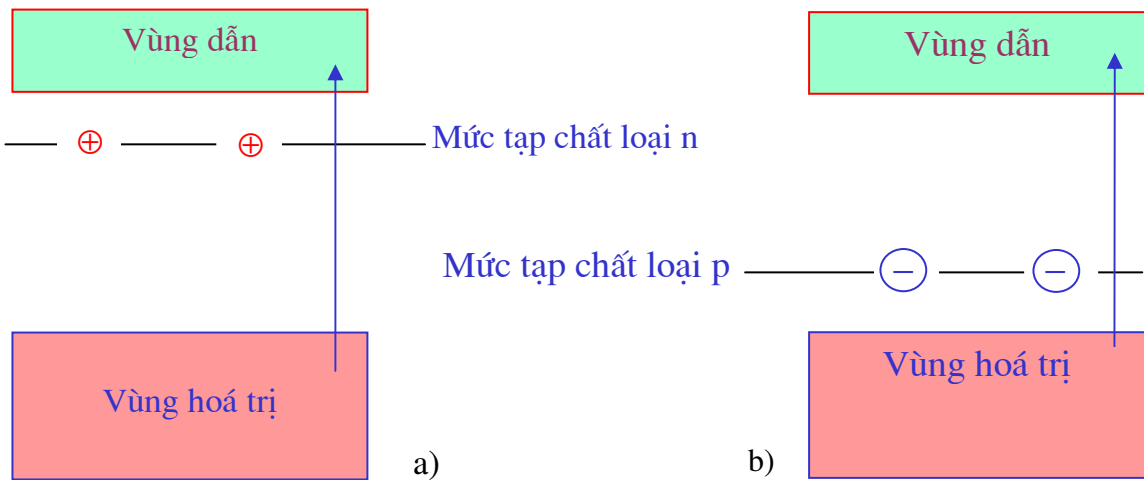 Vùng dẫn
Vùng dẫn
Mức tạp chất loại n
Mức tạp chất loại p
Vùng hoá trị
Vùng hoá trị
a)
b)